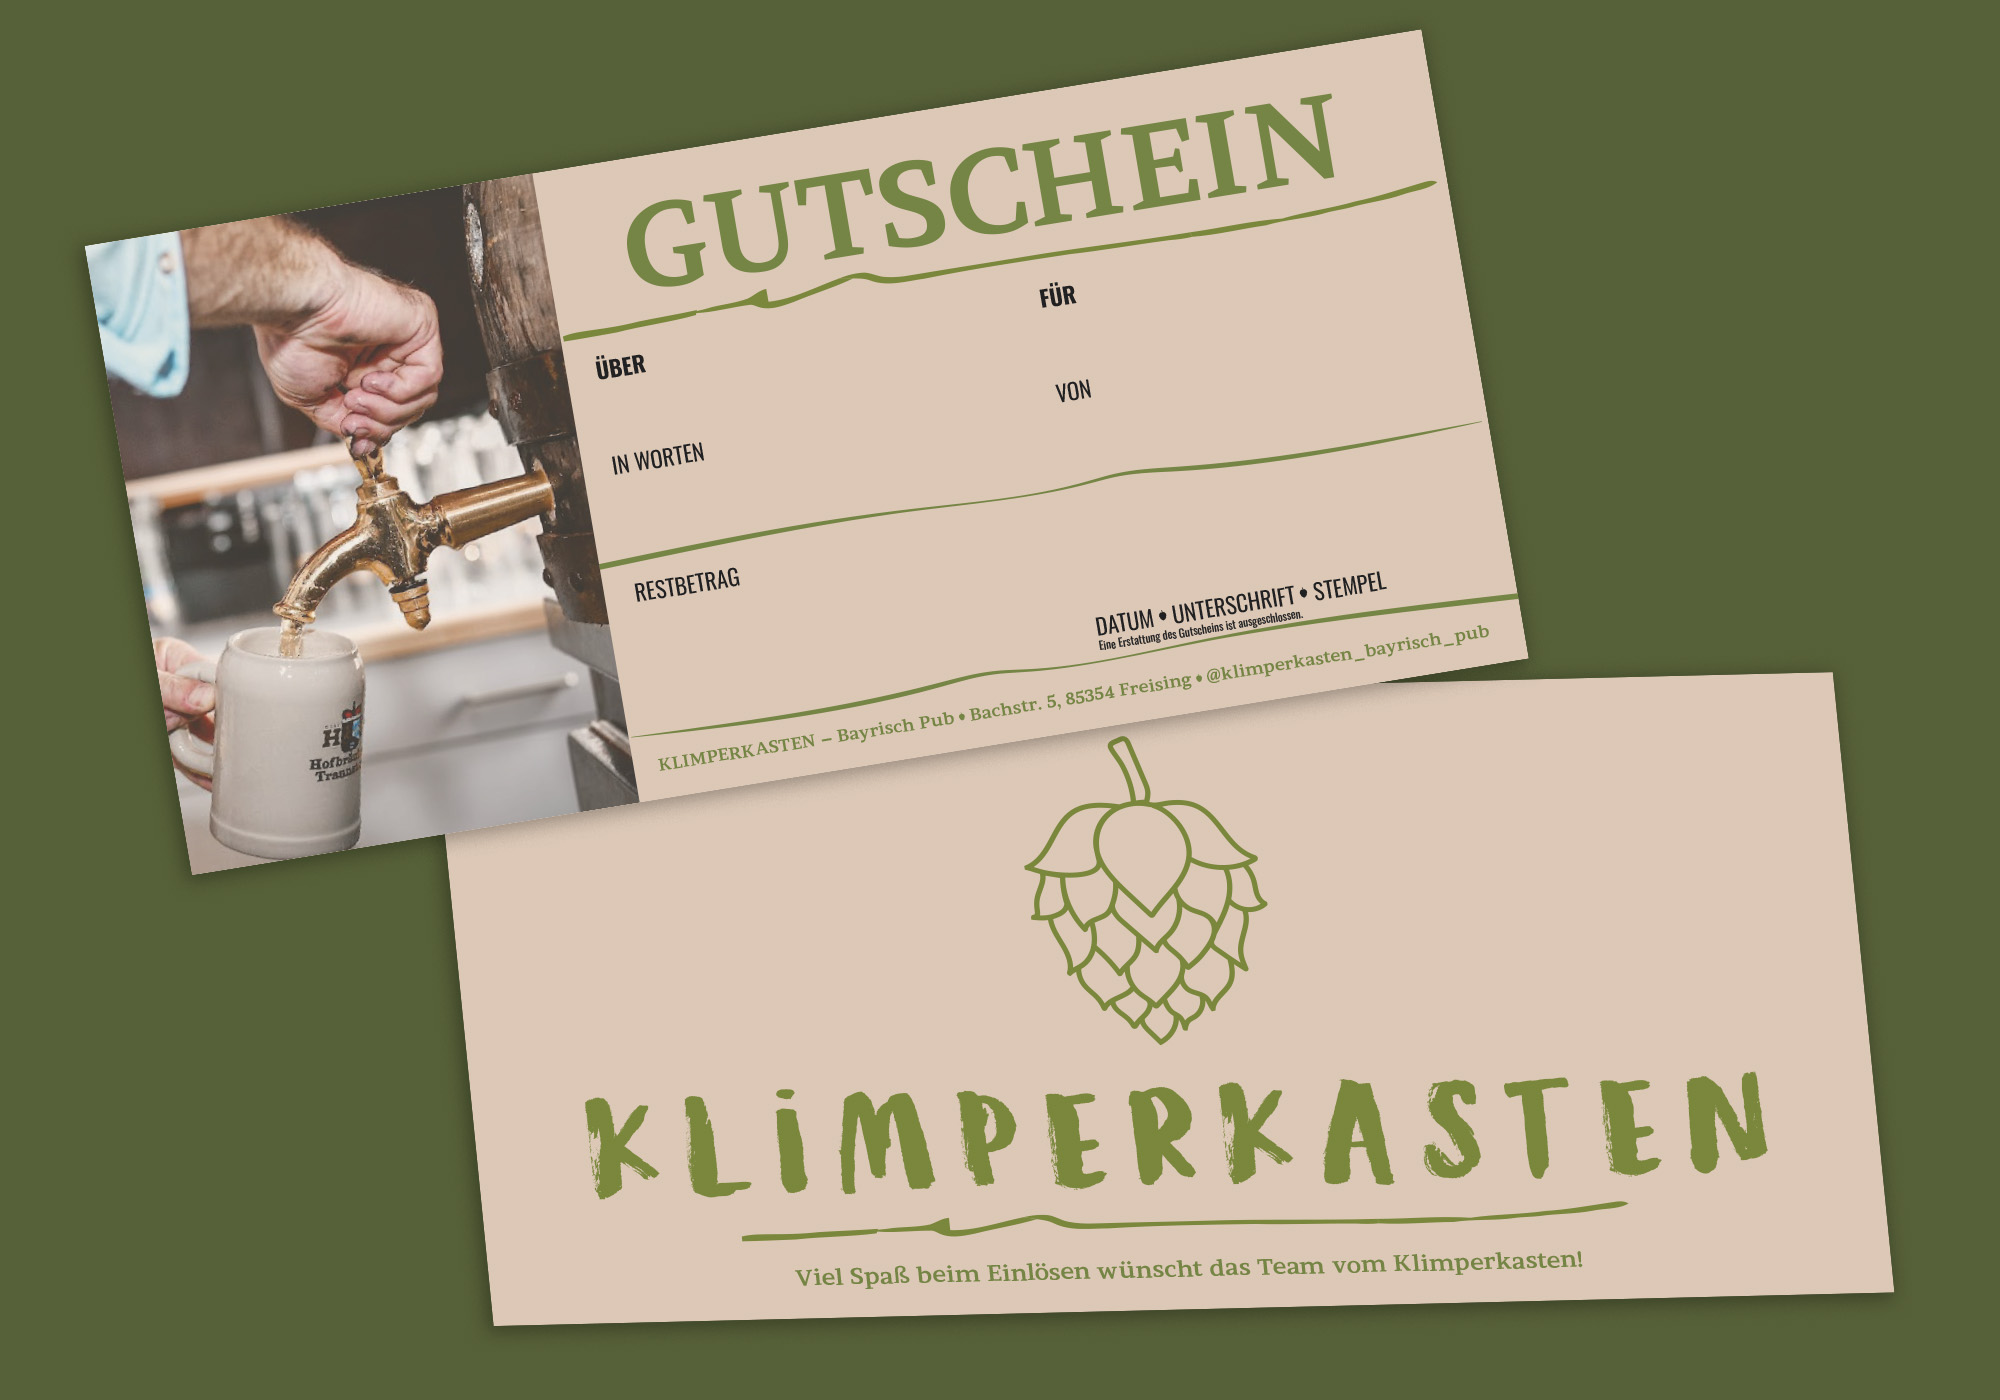 GUTSCHEIN
ÜBER
FÜR
IN WORTEN
VON
RESTBETRAG
DATUM • UNTERSCHRIFT • STEMPEL
Eine Erstattung des Gutscheins ist ausgeschlossen.
KLIMPERKASTEN – Bayrisch Pub • Bachstr. 5, 85354 Freising • @klimperkasten_bayrisch_pub
KLiMPERKASTEN
Viel Spaß beim Einlösen wünscht das Team vom Klimperkasten!